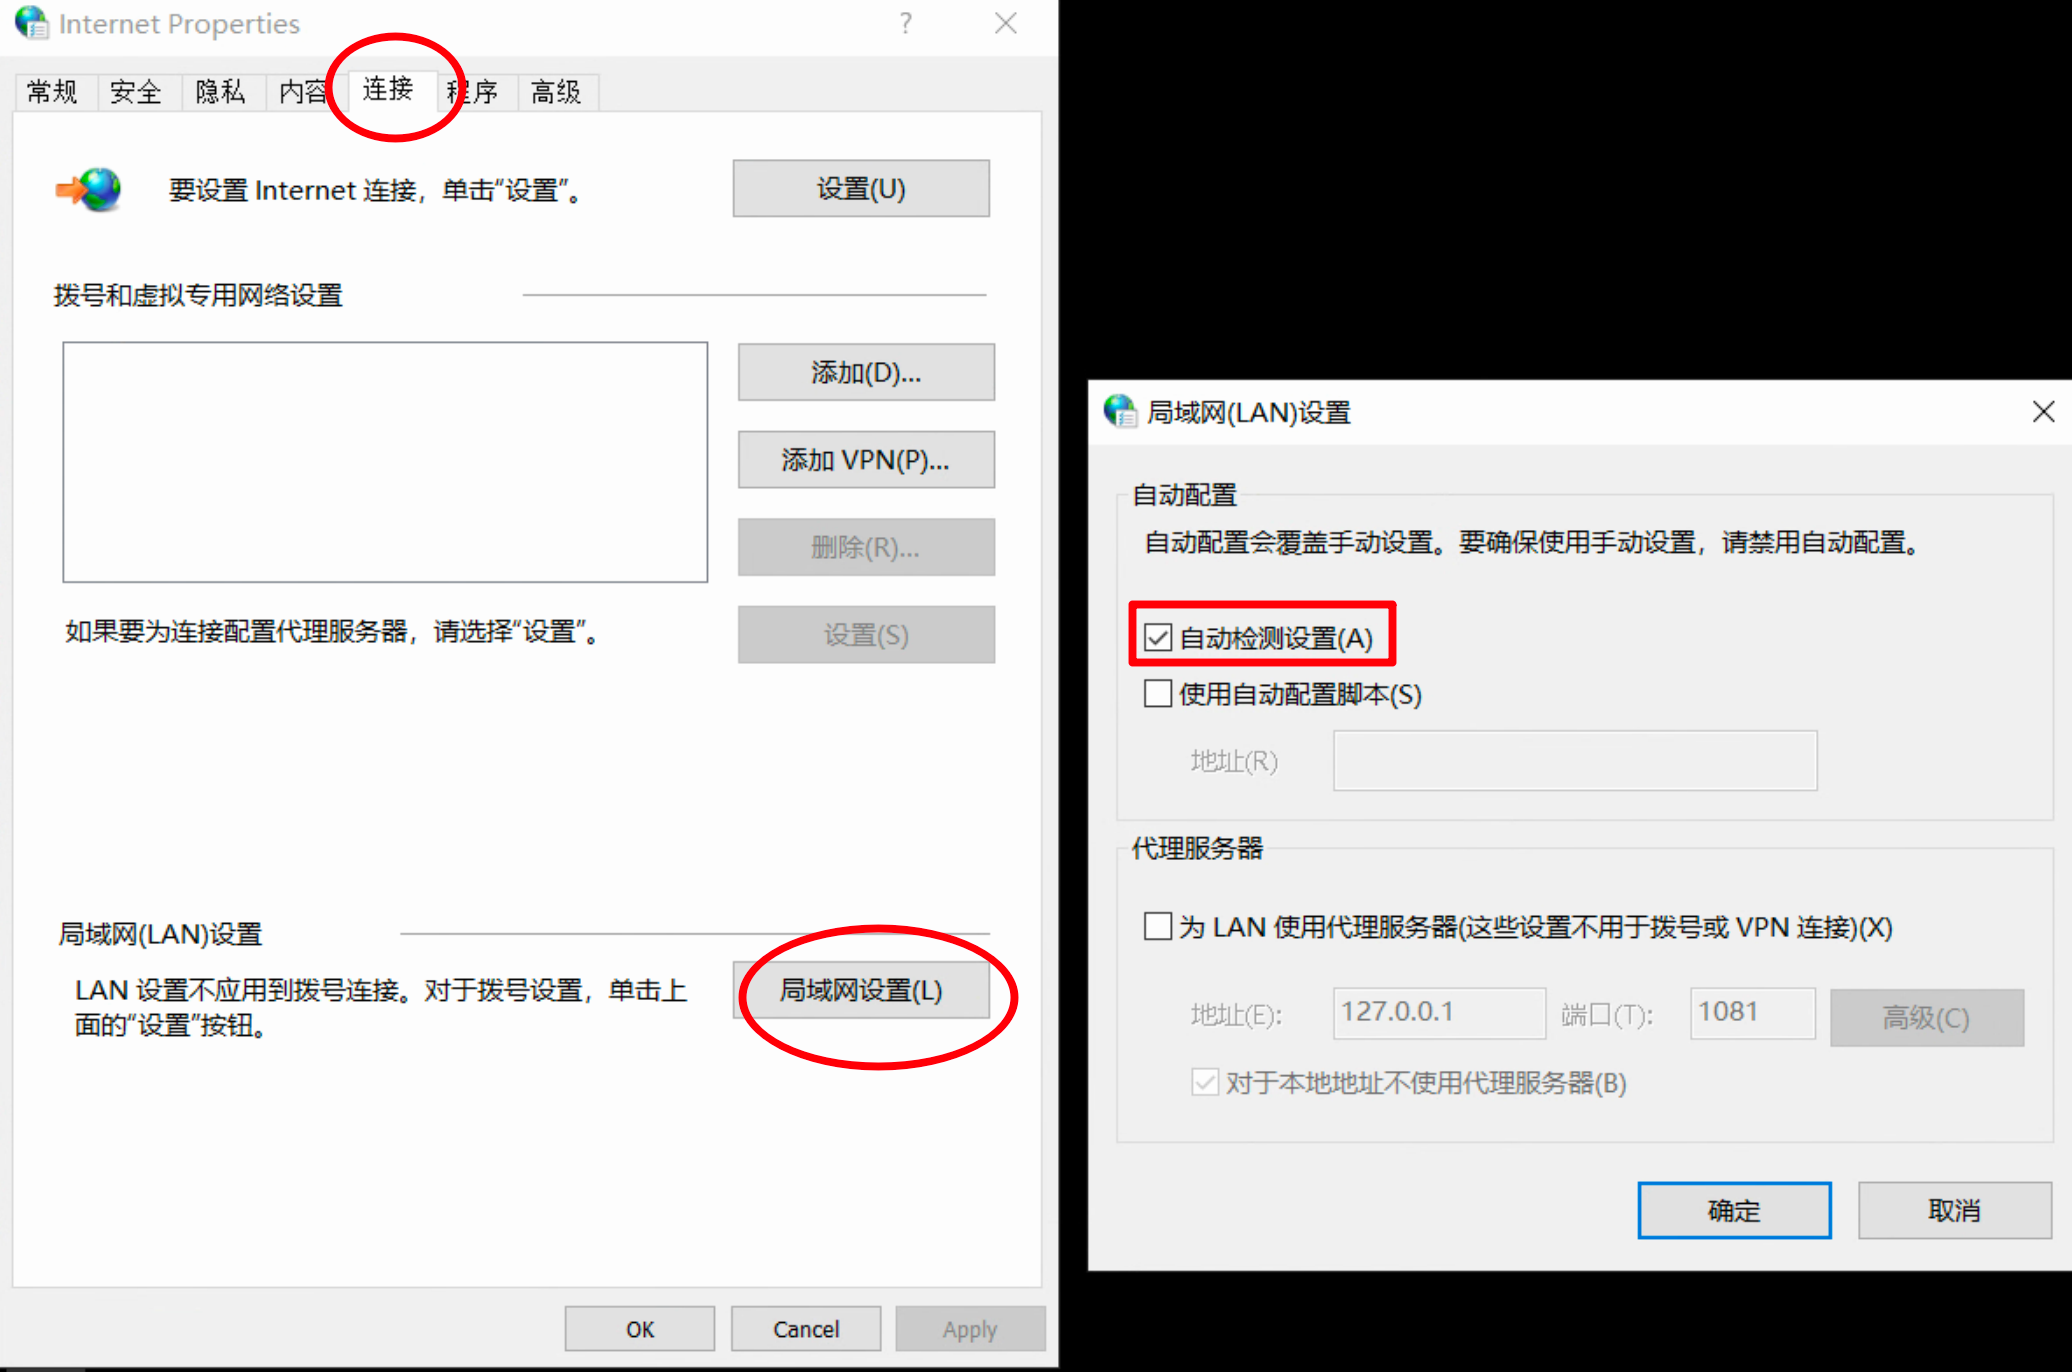 Internet Properties
?
常规 安全 隐私 内容 连接 程序 高级
要设置 Internet 连接，单击“设置”。
设置(U)
拨号和虚拟专用网络设置
添加(D)...
添加 VPN(P)...
删除(R)...
如果要为连接配置代理服务器，请选择“设置”。
设置(S)
局域网(LAN)设置
LAN 设置不应用到拨号连接。对于拨号设置，单击上
面的“设置”按钮。
局域网设置(L)
OK
Cancel
Apply
局域网(LAN)设置
自动配置
自动配置会覆盖手动设置。要确保使用手动设置，请禁用自动配置。
自动检测设置(A)
使用自动配置脚本(S)
地址(R)
代理服务器
为 LAN 使用代理服务器(这些设置不用于拨号或 VPN 连接)(X)
地址(E): 127.0.0.1 端口(T): 1081 高级(C)
对于本地地址不使用代理服务器(B)
确定
取消